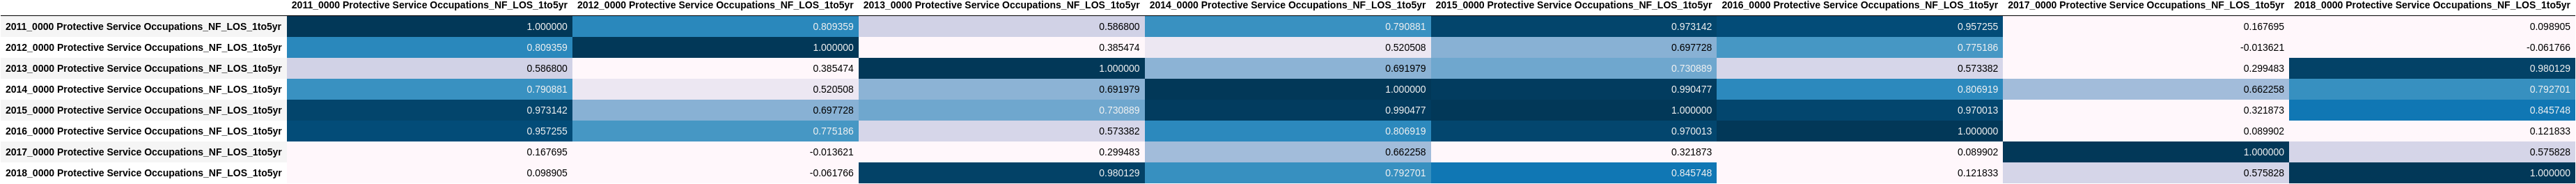 2011_0000 Protective Service Occupations_NF_LOS_1to5yr 2012_0000 Protective Service Occupations_NF_LOS_1to5yr 2013_0000 Protective Service Occupations_NF_LOS_1to5yr 2014_0000 Protective Service Occupations_NF_LOS_1to5yr 2015_0000 Protective Service Occupations_NF_LOS_1to5yr 2016_0000 Protective Service Occupations_NF_LOS_1to5yr 2017_0000 Protective Service Occupations_NF_LOS_1to5yr 2018_0000 Protective Service Occupations_NF_LOS_1to5yr
2011_0000 Protective Service Occupations_NF_LOS_1to5yr 1.000000 0.809359 0.586800 0.790881 0.973142 0.957255 0.167695 0.098905
2012_0000 Protective Service Occupations_NF_LOS_1to5yr 0.809359 1.000000 0.385474 0.520508 0.697728 0.775186 -0.013621 -0.061766
2013_0000 Protective Service Occupations_NF_LOS_1to5yr 0.586800 0.385474 1.000000 0.691979 0.730889 0.573382 0.299483 0.980129
2014_0000 Protective Service Occupations_NF_LOS_1to5yr 0.790881 0.520508 0.691979 1.000000 0.990477 0.806919 0.662258 0.792701
2015_0000 Protective Service Occupations_NF_LOS_1to5yr 0.973142 0.697728 0.730889 0.990477 1.000000 0.970013 0.321873 0.845748
2016_0000 Protective Service Occupations_NF_LOS_1to5yr 0.957255 0.775186 0.573382 0.806919 0.970013 1.000000 0.089902 0.121833
2017_0000 Protective Service Occupations_NF_LOS_1to5yr 0.167695 -0.013621 0.299483 0.662258 0.321873 0.089902 1.000000 0.575828
2018_0000 Protective Service Occupations_NF_LOS_1to5yr 0.098905 -0.061766 0.980129 0.792701 0.845748 0.121833 0.575828 1.000000